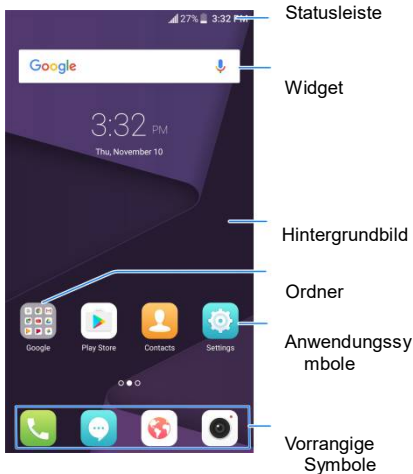 27% 3:32 PM
Statusleiste
Google
Widget
3:32 PM
Thu, November 10
Hintergrundbild
Ordner
Google Play Store Contacts Settings
Anwendungssy
mbole
Vorrangige
Symbole